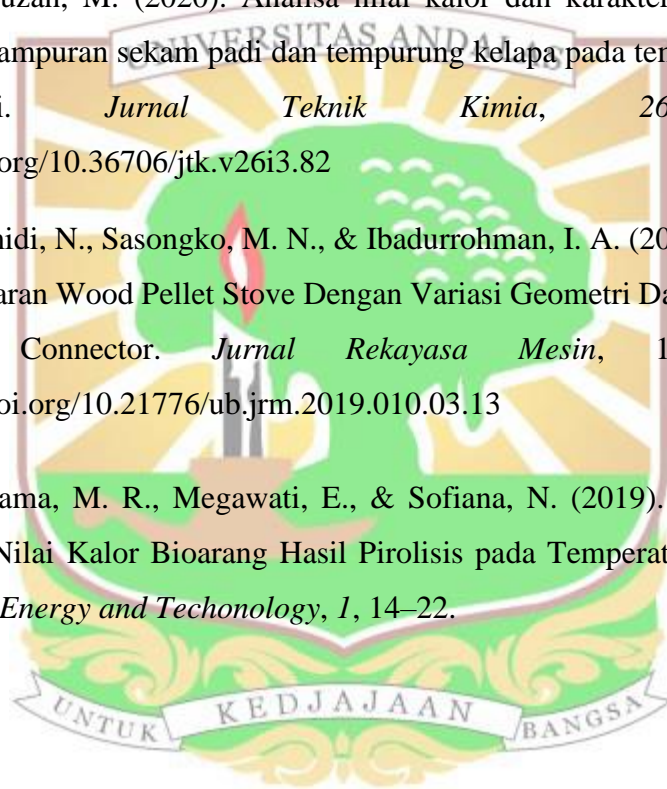 uzan, M. (2020). Analisa nilai kalor dan karakter
UNIVERSITAS ANDALAS
ampuran sekam padi dan tempurung kelapa pada ter
i. Jurnal Teknik Kimia, 26
org/10.36706/jtk.v26i3.82
nidi, N., Sasongko, M. N., & Ibadurrohman, I. A. (20
aran Wood Pellet Stove Dengan Variasi Geometri Da
Connector. Jurnal Rekayasa Mesin, 1
oi.org/10.21776/ub.jrm.2019.010.03.13
ama, M. R., Megawati, E., & Sofiana, N. (2019).
Nilai Kalor Bioarang Hasil Pirolisis pada Temperat
Energy and Techonology, 1, 14–22.
UNTUK KEDJAJAAN BANGSA